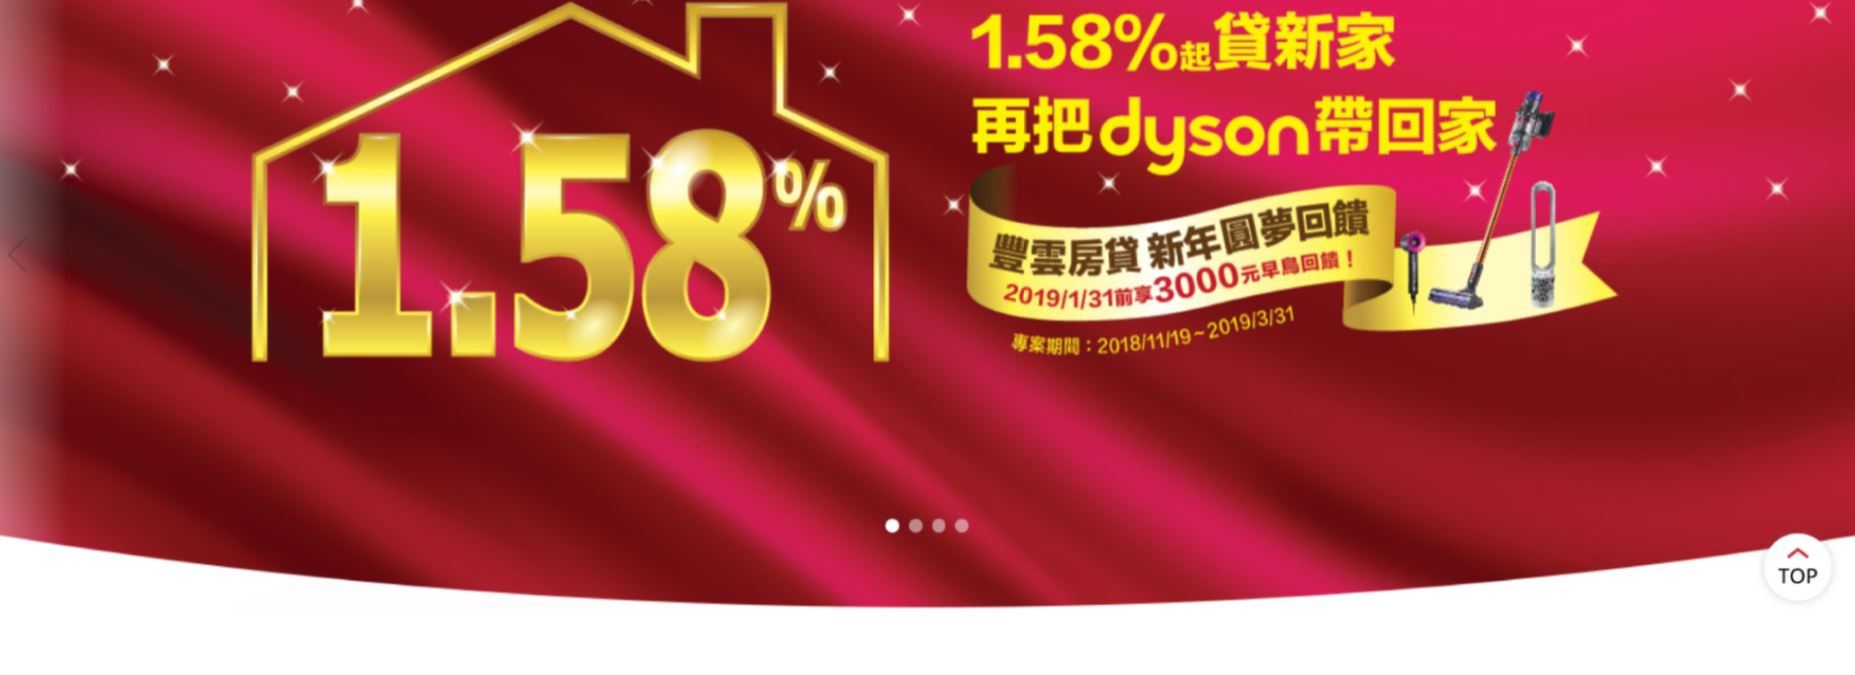 1.58%
1.58%起貸新家
再把dyson帶回家
豐雲房貸 新年圓夢回饋
2019/1/31前享3000元早鳥回饋！
專案期間：2018/11/19~2019/3/31
TOP